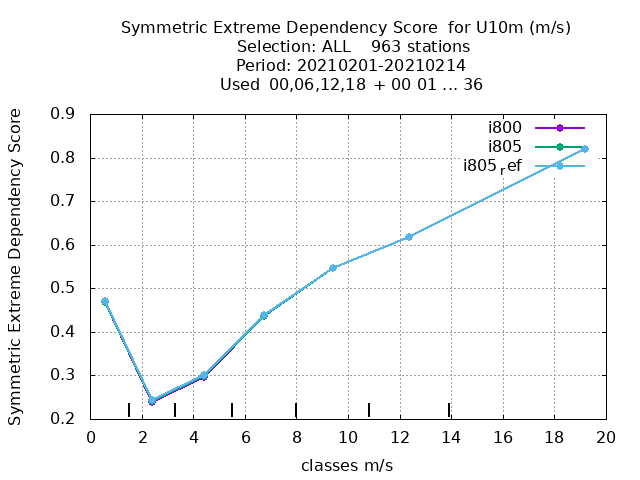 Symmetric Extreme Dependency Score for U10m (m/s)
Selection: ALL 963 stations
Period: 20210201-20210214
Used 00,06,12,18 + 00 01 ... 36
Symmetric Extreme Dependency Score
0.9
0.8
0.7
0.6
0.5
0.4
0.3
0.2
i800
i805
i805ref
0 2 4 6 8 10 12 14 16 18 20
classes m/s